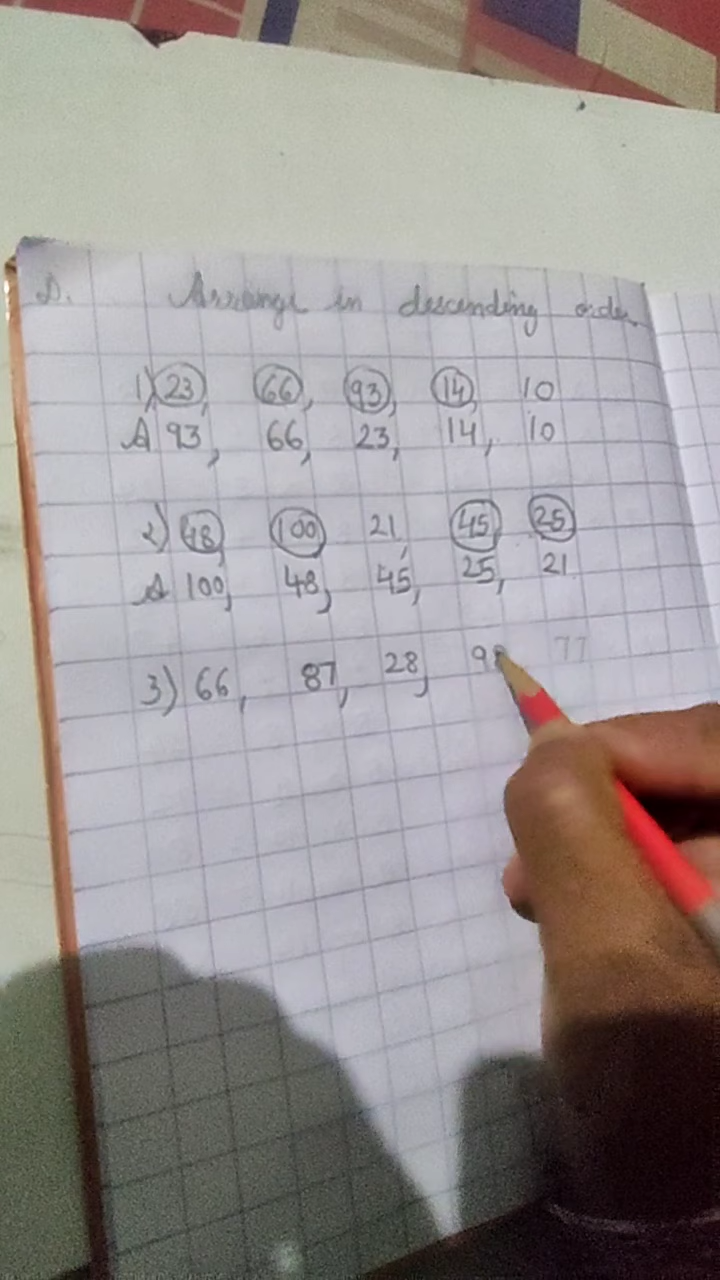 D. Arrange in descending order
1) 23, 66, 93, 14, 10
A 93, 66, 23, 14, 10
2) 48, 100 21, 45 25
A 100, 48, 45, 25, 21
3) 66, 87, 28, 77